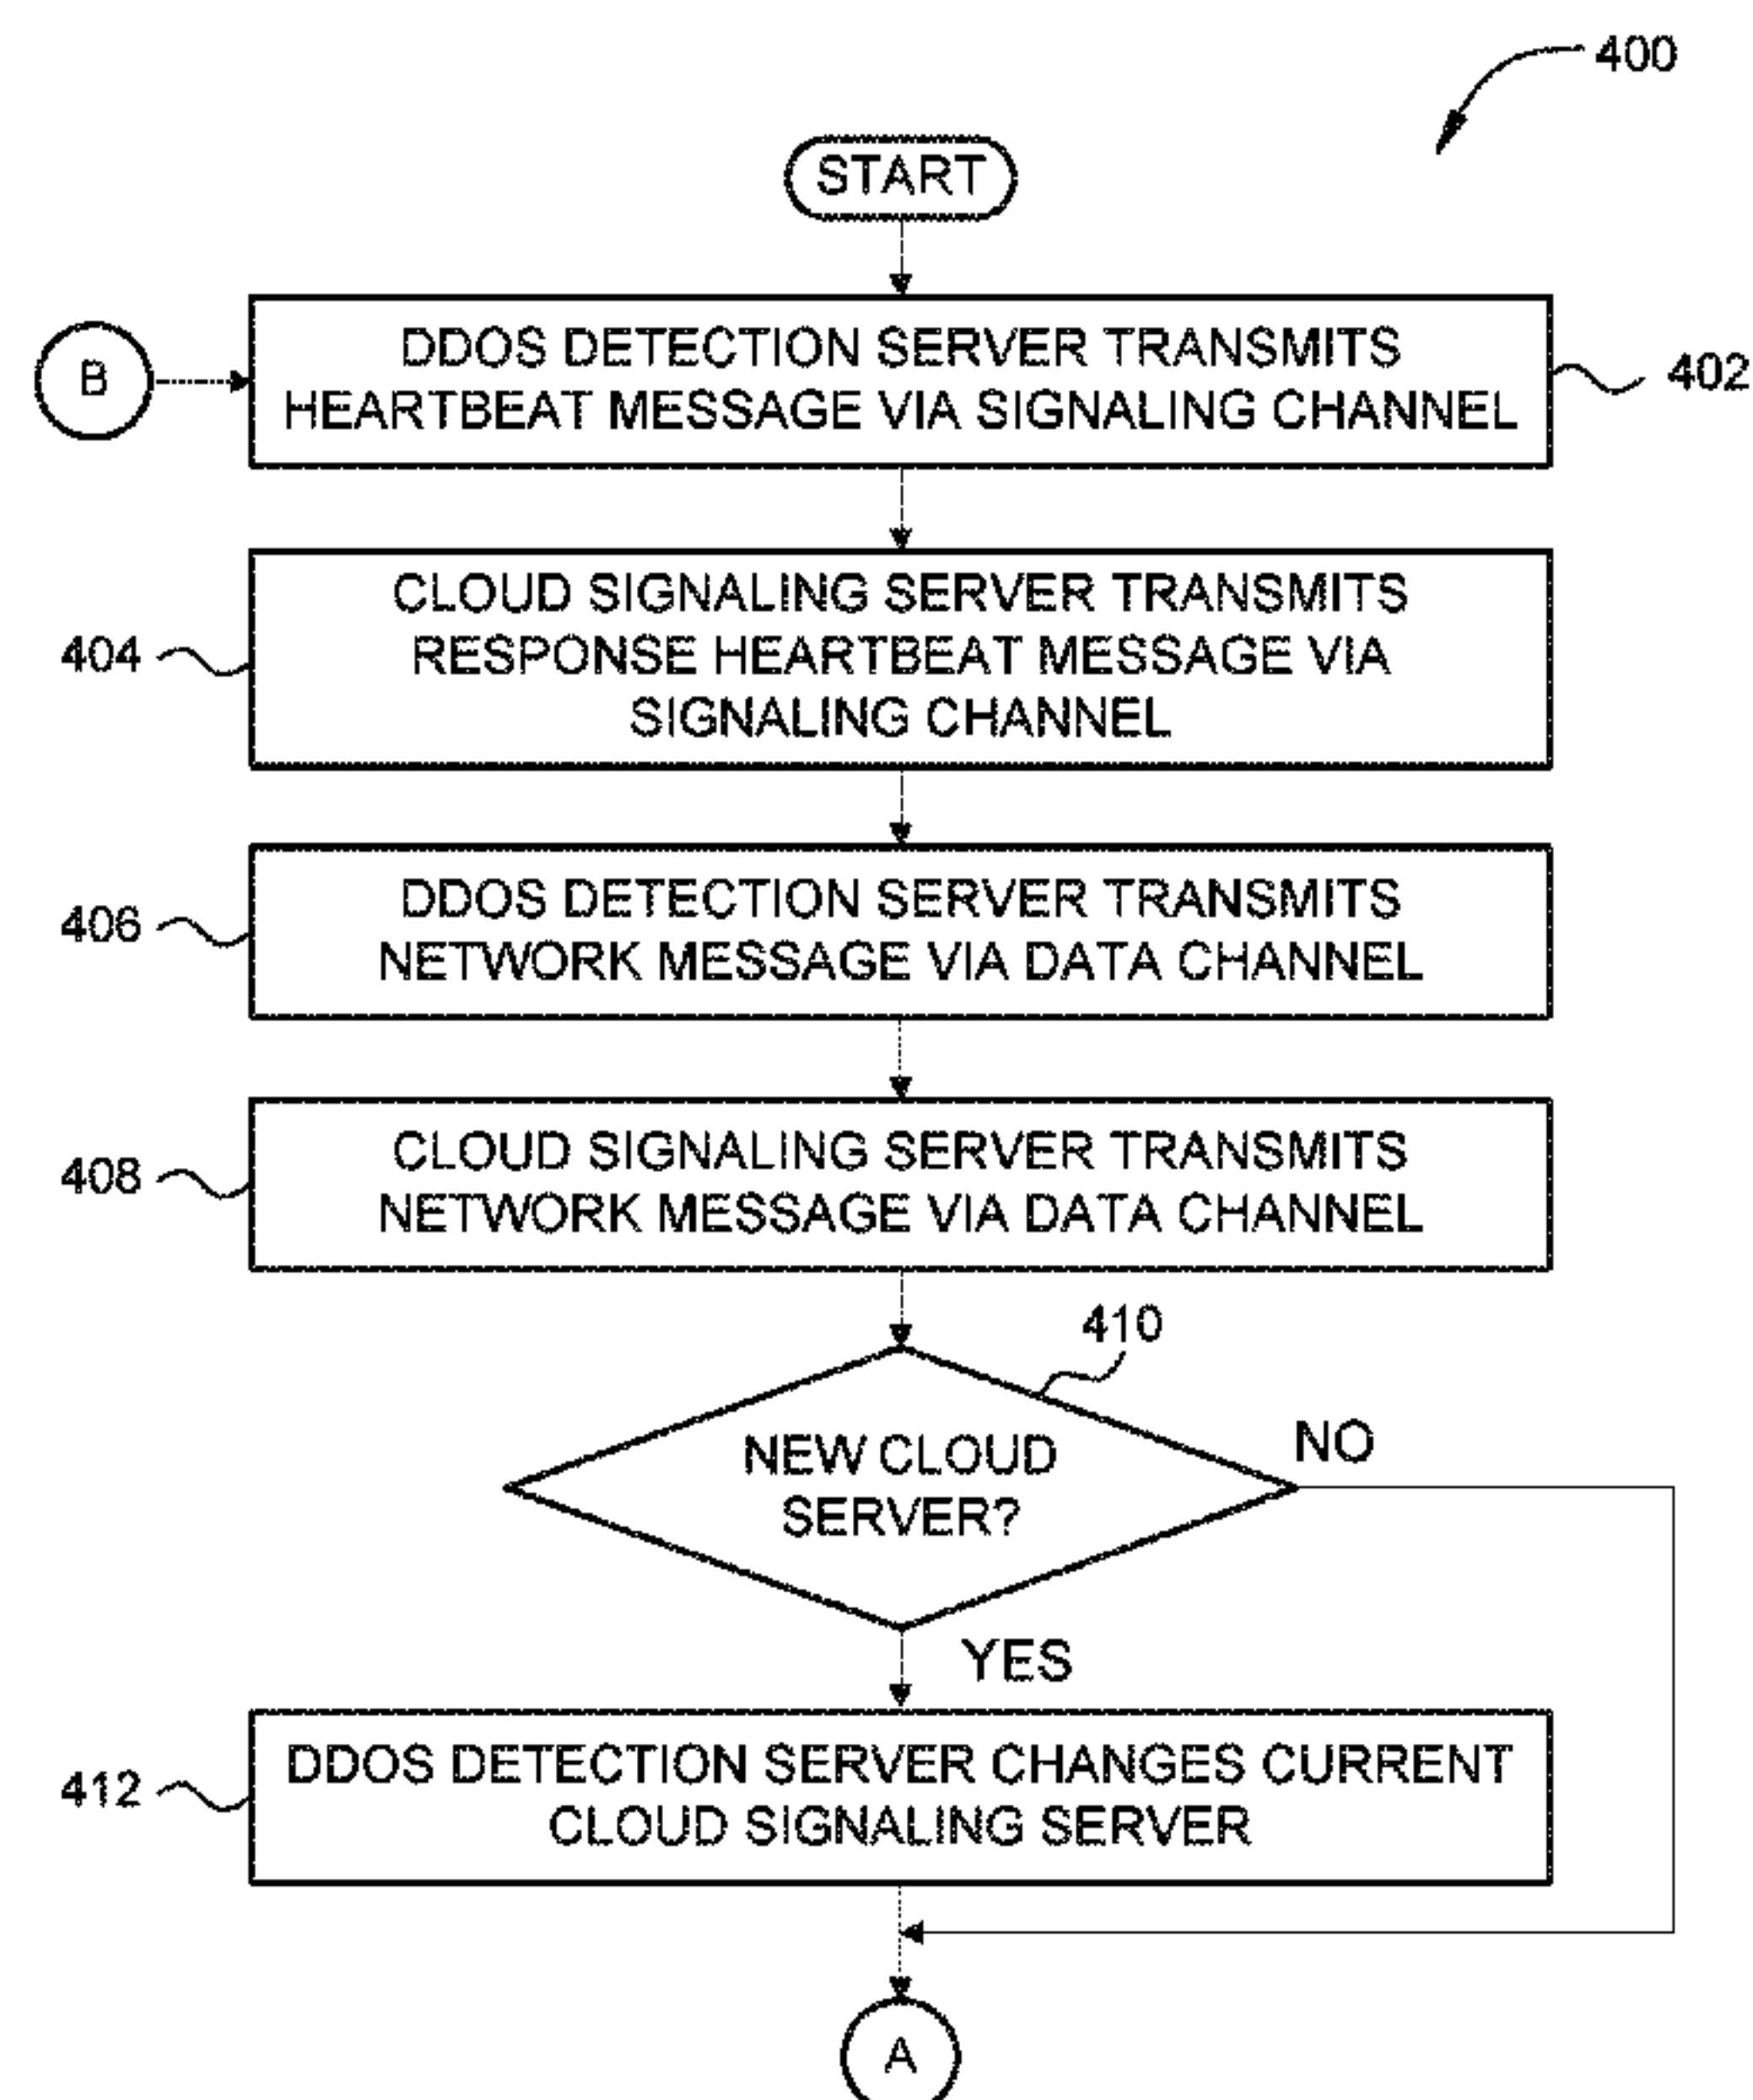 400
START
B
DDOS DETECTION SERVER TRANSMITS
HEARTBEAT MESSAGE VIA SIGNALING CHANNEL
402
CLOUD SIGNALING SERVER TRANSMITS
RESPONSE HEARTBEAT MESSAGE VIA
SIGNALING CHANNEL
404
DDOS DETECTION SERVER TRANSMITS
NETWORK MESSAGE VIA DATA CHANNEL
406
CLOUD SIGNALING SERVER TRANSMITS
NETWORK MESSAGE VIA DATA CHANNEL
408
410
NEW CLOUD
SERVER?
NO
YES
DDOS DETECTION SERVER CHANGES CURRENT
CLOUD SIGNALING SERVER
412
A